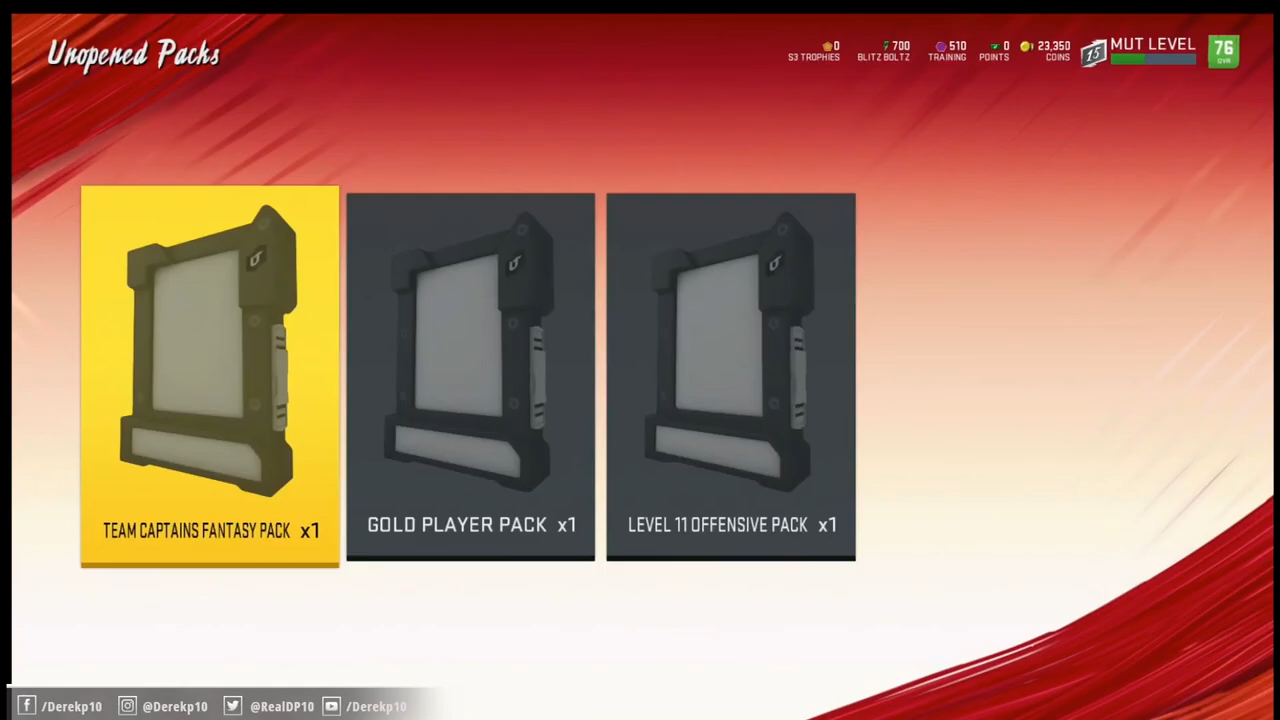 Unopened Packs
0
S3 TROPHIES
700
BLITZ BOLTZ
510
TRAINING
0
POINTS
23,350
COINS
15
MUT LEVEL
76
OVR
TEAM CAPTAINS FANTASY PACK x1
GOLD PLAYER PACK x1
LEVEL 11 OFFENSIVE PACK x1
/Derekp10 @Derekp10 @RealDP10 /Derekp10